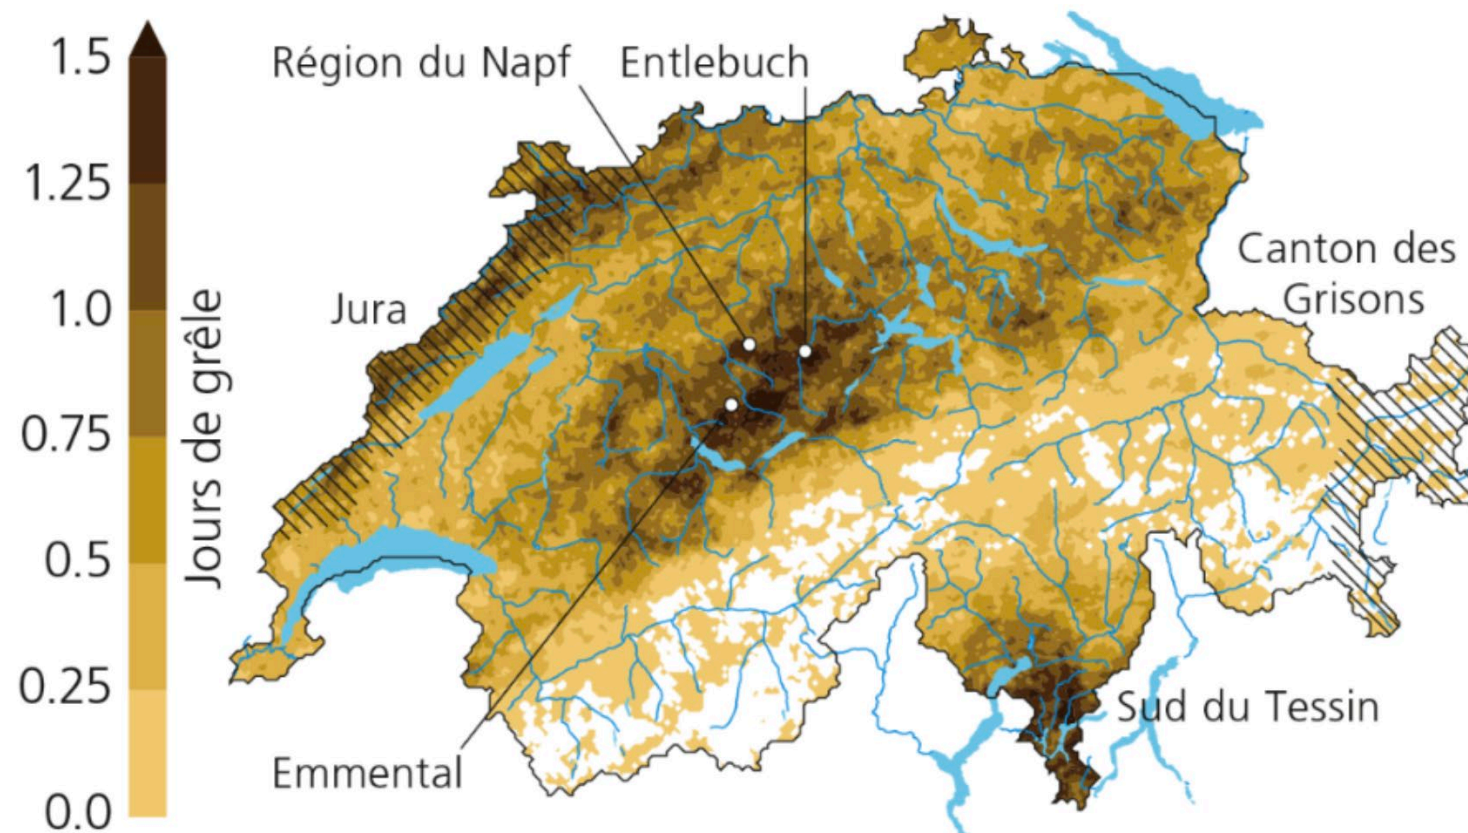 1.5
1.25
1.0
0.75
0.5
0.25
0.0
Jours de grêle
Région du Napf
Entlebuch
Jura
Canton des
Grisons
Sud du Tessin
Emmental